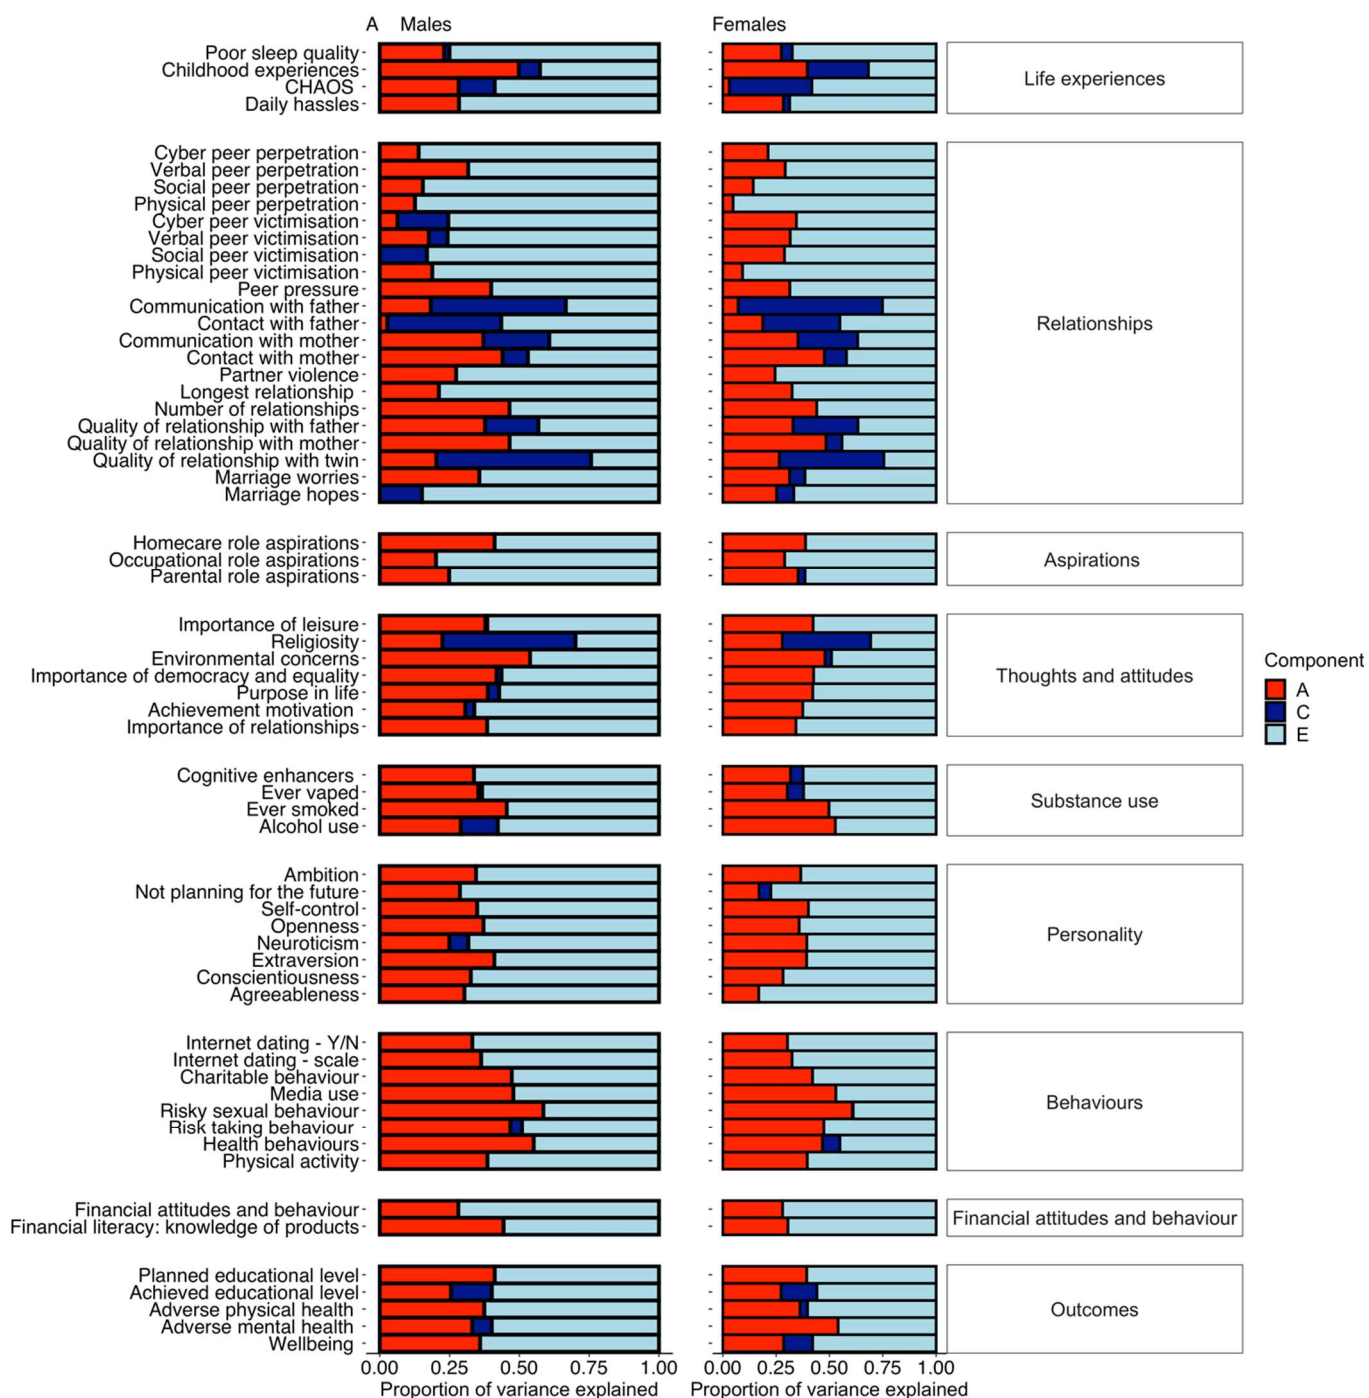 A Males Females
Poor sleep quality
Childhood experiences
CHAOS
Daily hassles
Life experiences
Cyber peer perpetration
Verbal peer perpetration
Social peer perpetration
Physical peer perpetration
Cyber peer victimisation
Verbal peer victimisation
Social peer victimisation
Physical peer victimisation
Peer pressure
Communication with father
Contact with father
Communication with mother
Contact with mother
Partner violence
Longest relationship
Number of relationships
Quality of relationship with father
Quality of relationship with mother
Quality of relationship with twin
Marriage worries
Marriage hopes
Relationships
Homecare role aspirations
Occupational role aspirations
Parental role aspirations
Aspirations
Importance of leisure
Religiosity
Environmental concerns
Importance of democracy and equality
Purpose in life
Achievement motivation
Importance of relationships
Thoughts and attitudes
Component
A
C
E
Cognitive enhancers
Ever vaped
Ever smoked
Alcohol use
Substance use
Ambition
Not planning for the future
Self-control
Openness
Neuroticism
Extraversion
Conscientiousness
Agreeableness
Personality
Internet dating - Y/N
Internet dating - scale
Charitable behaviour
Media use
Risky sexual behaviour
Risk taking behaviour
Health behaviours
Physical activity
Behaviours
Financial attitudes and behaviour
Financial literacy: knowledge of products
Financial attitudes and behaviour
Planned educational level
Achieved educational level
Adverse physical health
Adverse mental health
Wellbeing
Outcomes
0.00 0.25 0.50 0.75 1.00 0.00 0.25 0.50 0.75 1.00
Proportion of variance explained Proportion of variance explained